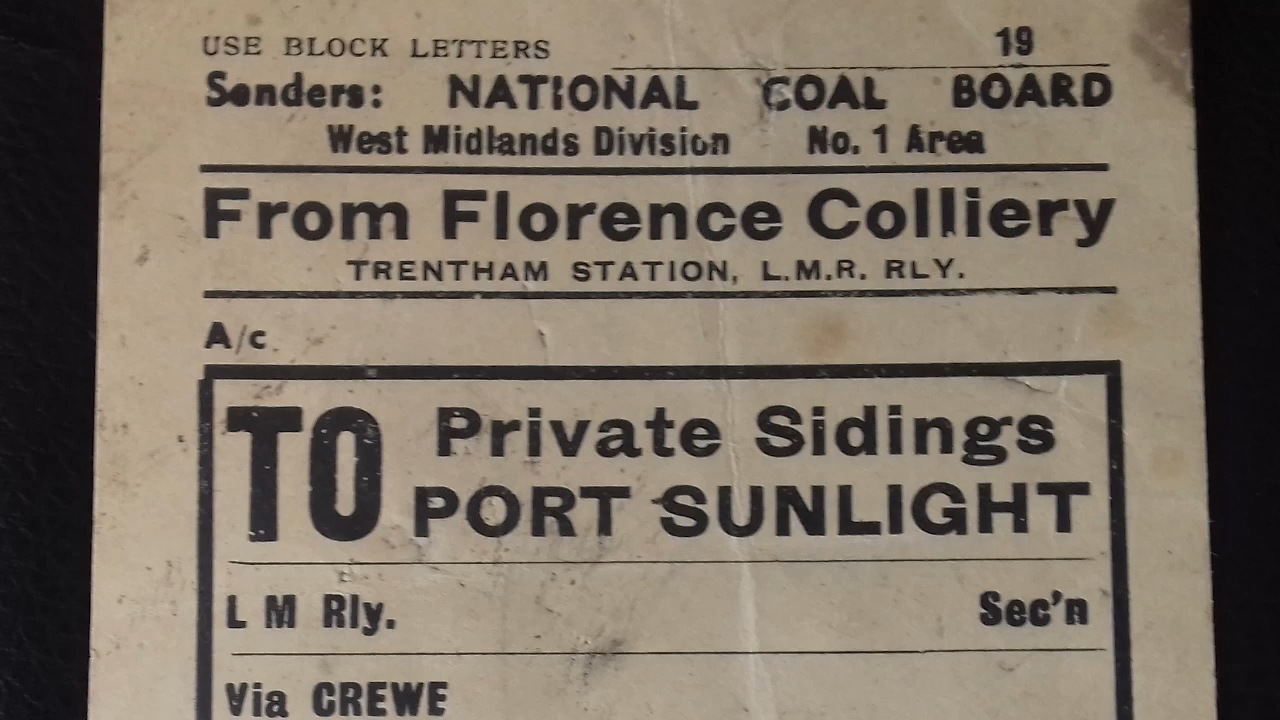 USE BLOCK LETTERS 19
Senders: NATIONAL COAL BOARD
West Midlands Division No. 1 Area
From Florence Colliery
TRENTHAM STATION, L.M.R. RLY.
A/c.
TO Private Sidings
PORT SUNLIGHT
L M Rly. Sec'n
Via CREWE